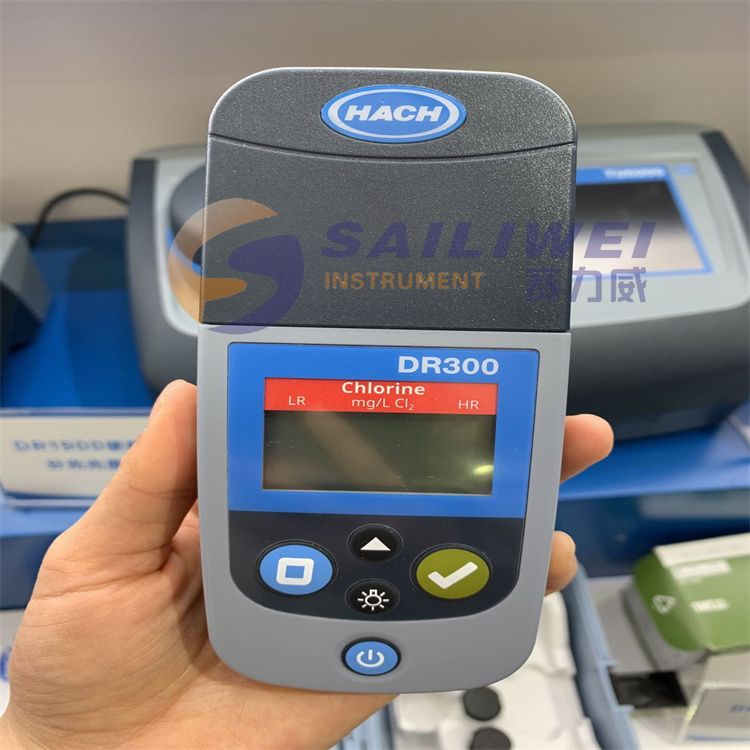 HACH
SAILIWEI
INSTRUMENT 赛力威
DR300
Chlorine
LR mg/L Cl₂ HR